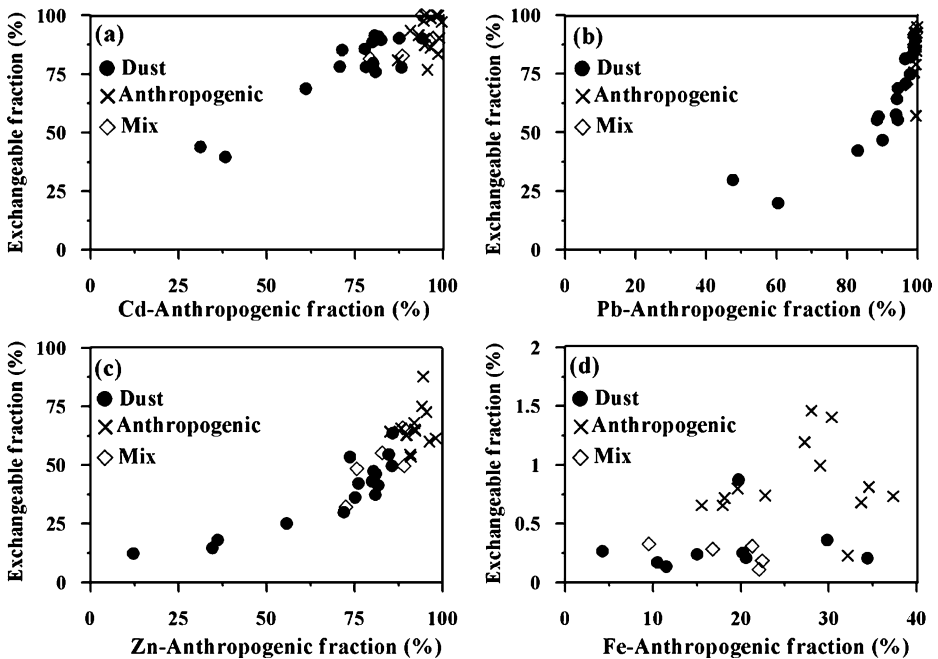 (a)
Dust
Anthropogenic
Mix
Exchangeable fraction (%)
100
75
50
25
0
0 25 50 75 100
Cd-Anthropogenic fraction (%)
(b)
Dust
Anthropogenic
Mix
Exchangeable fraction (%)
100
75
50
25
0
0 20 40 60 80 100
Pb-Anthropogenic fraction (%)
(c)
Dust
Anthropogenic
Mix
Exchangeable fraction (%)
100
75
50
25
0
0 25 50 75 100
Zn-Anthropogenic fraction (%)
(d)
Dust
Anthropogenic
Mix
Exchangeable fraction (%)
2
1.5
1
0.5
0
0 10 20 30 40
Fe-Anthropogenic fraction (%)